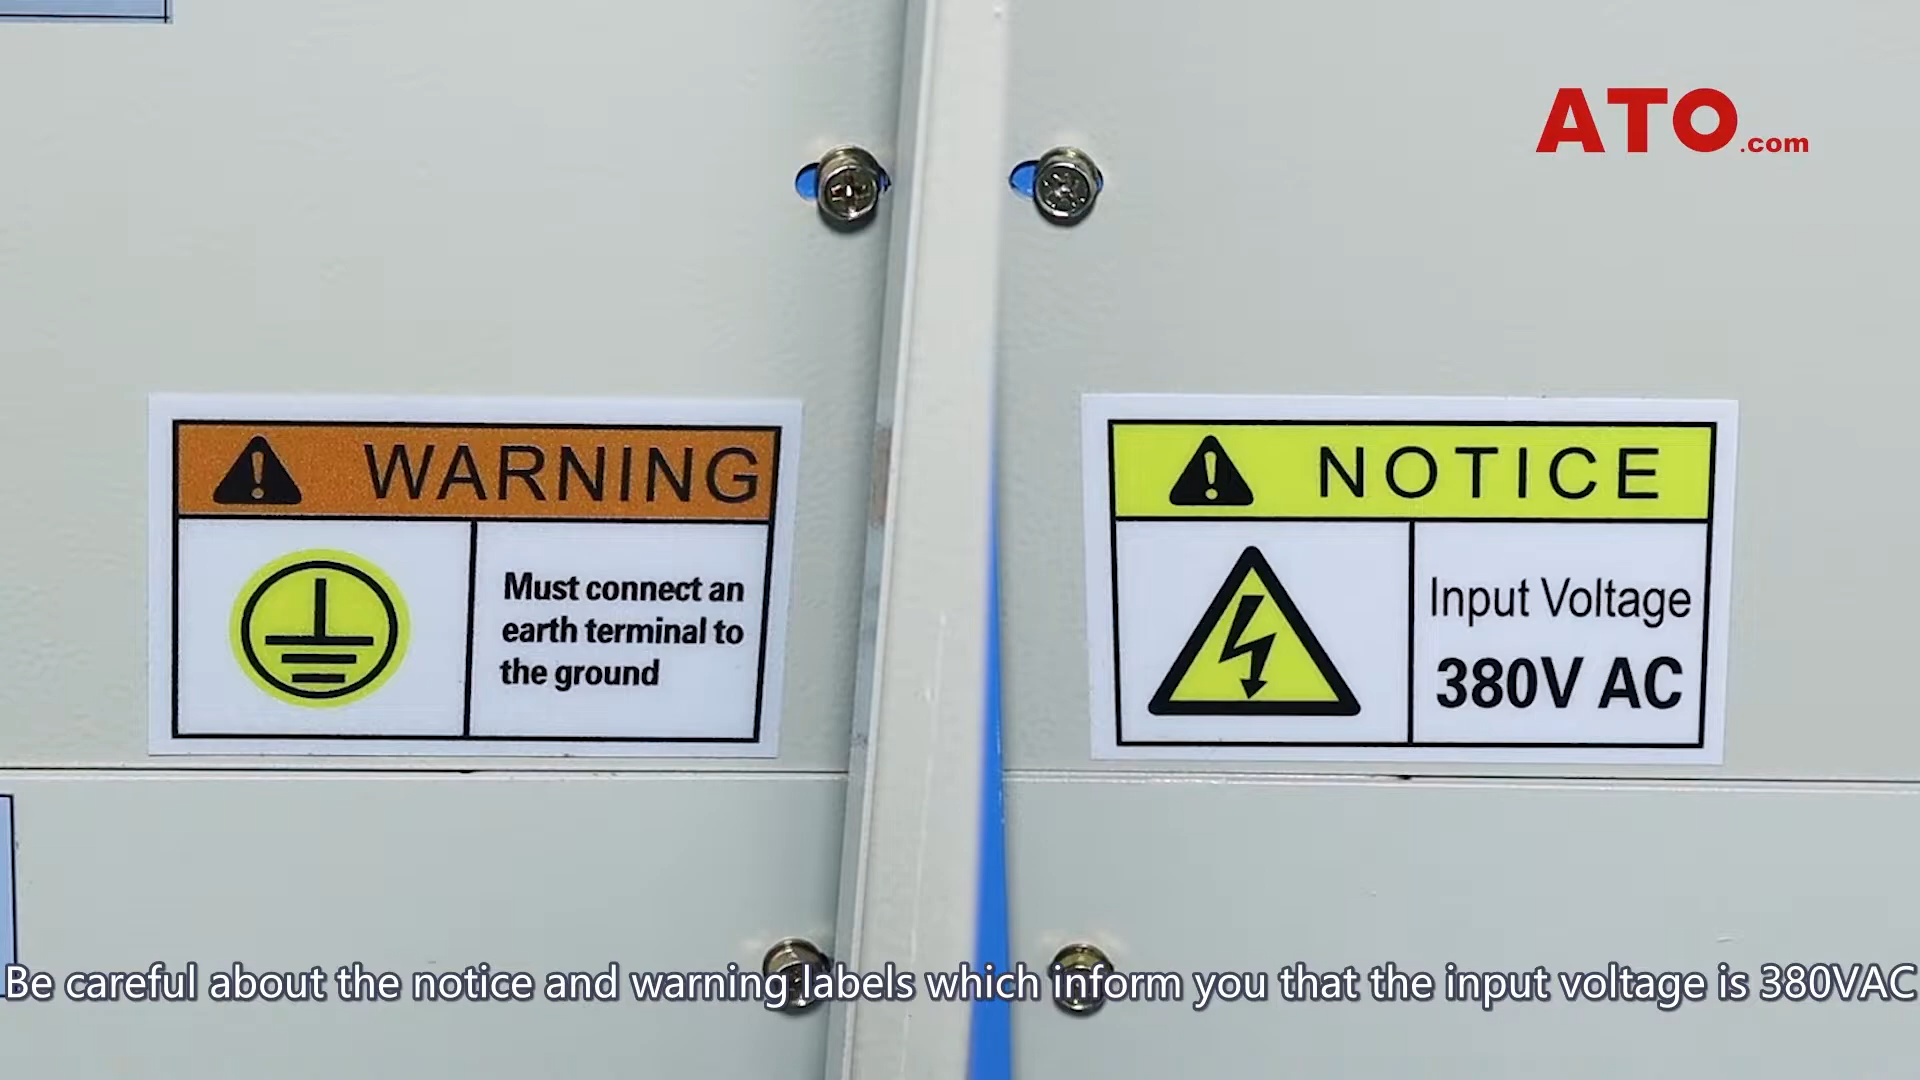 ATO.com
WARNING
Must connect an
earth terminal to
the ground
NOTICE
Input Voltage
380V AC
Be careful about the notice and warning labels which inform you that the input voltage is 380VAC